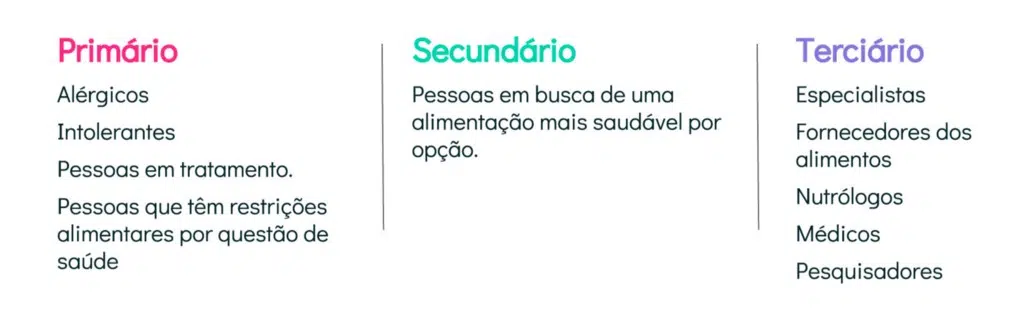 Primário
Alérgicos
Intolerantes
Pessoas em tratamento.
Pessoas que têm restrições
alimentares por questão de
saúde
Secundário
Pessoas em busca de uma
alimentação mais saudável por
opção.
Terciário
Especialistas
Fornecedores dos
alimentos
Nutrólogos
Médicos
Pesquisadores